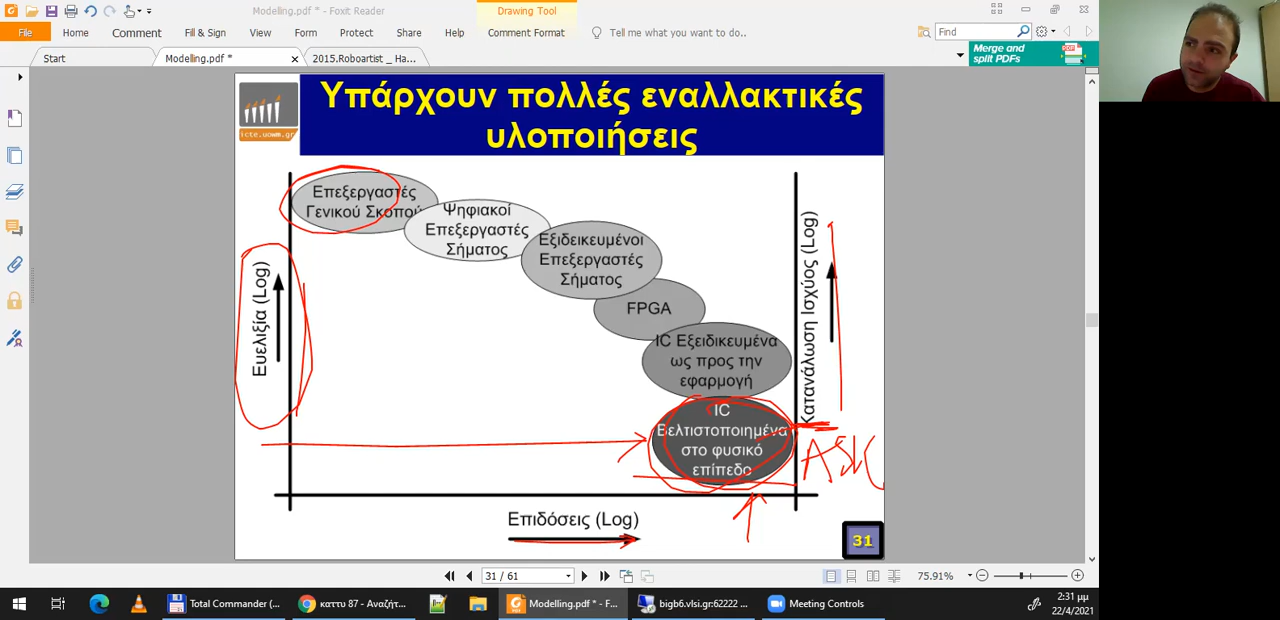 Modelling.pdf * - Foxit Reader
Drawing Tool
File
Home
Comment
Fill & Sign
View
Form
Protect
Share
Help
Comment Format
Tell me what you want to do..
Find
Start
Modelling.pdf *
2015.Roboartist _ Ha...
Merge and
split PDFs
icte.uowm.gr
Υπάρχουν πολλές εναλλακτικές
υλοποιήσεις
Επεξεργαστές
Γενικού Σκοπού
Ψηφιακοί
Επεξεργαστές
Σήματος
Εξιδεικευμένοι
Επεξεργαστές
Σήματος
FPGA
IC Εξειδικευμένα
ως προς την
εφαρμογή
IC
Βελτιστοποιημένα
στο φυσικό
επίπεδο
Ευελιξία (Log)
Κατανάλωση Ισχύος (Log)
ASIC
Επιδόσεις (Log)
31
31 / 61
75.91%
Total Commander (...
καττυ 87 - Αναζήτ...
Modelling.pdf * - F...
bigb6.vlsi.gr:62222 ...
Meeting Controls
2:31 μμ
22/4/2021